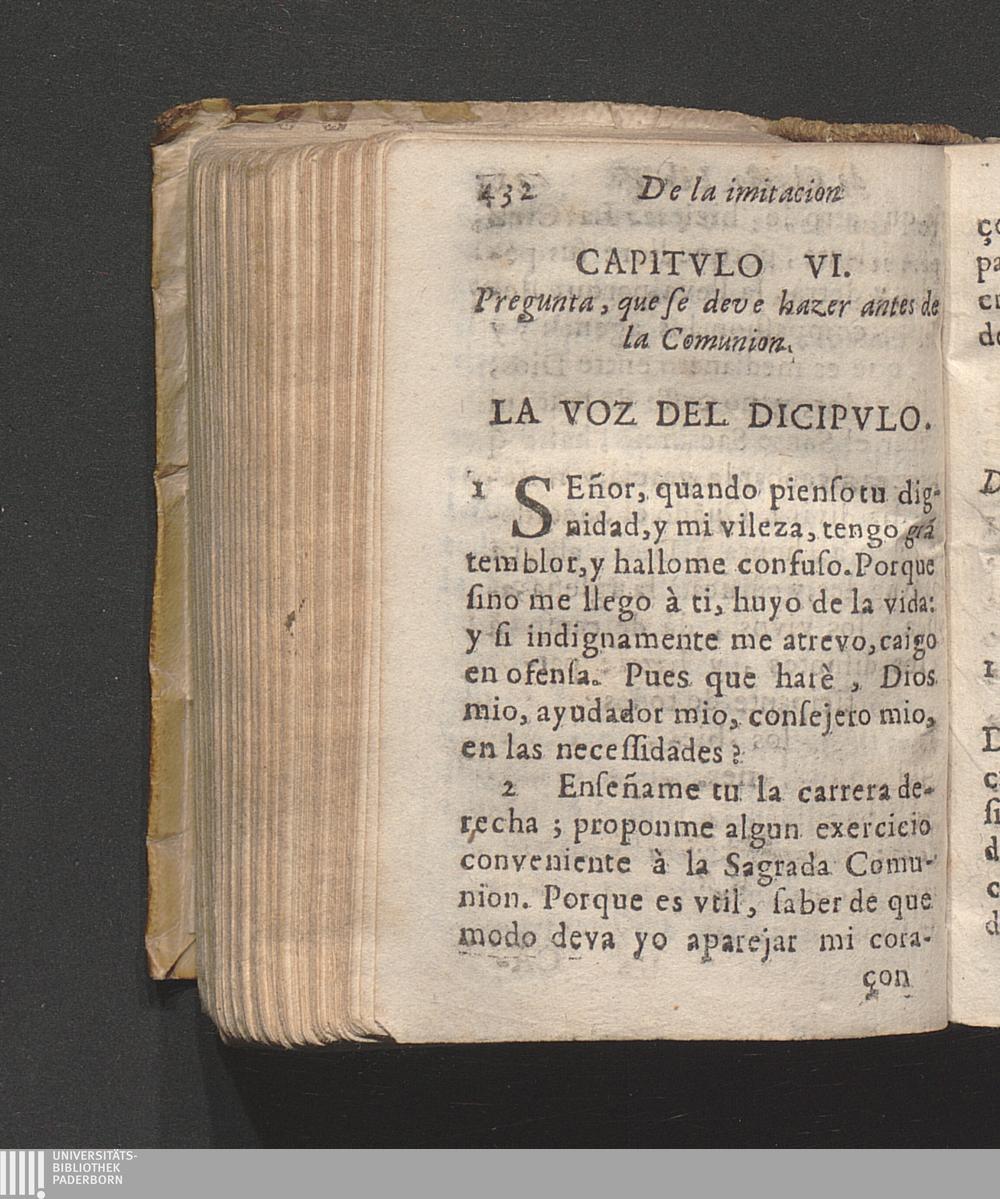 432 De la imitacion
CAPITVLO VI.
Pregunta, que ſe deve hazer antes de
la Comunion.
LA VOZ DEL DICIPVLO.
1 SEñor, quando pienſo tu dig-
nidad, y mi vileza, tengo grã
temblor, y hallome confuſo. Porque
ſino me llego à ti, huyo de la vida:
y ſi indignamente me atrevo, caigo
en ofenſa. Pues que harè, Dios
mio, ayudador mio, conſejero mio,
en las neceſſidades?
2 Enſeñame tu la carrera de-
recha; proponme algun exercicio
conveniente à la Sagrada Comu-
nion. Porque es vtil, ſaber de que
modo deva yo aparejar mi cora-
çon
UNIVERSITÄTS-
BIBLIOTHEK
PADERBORN